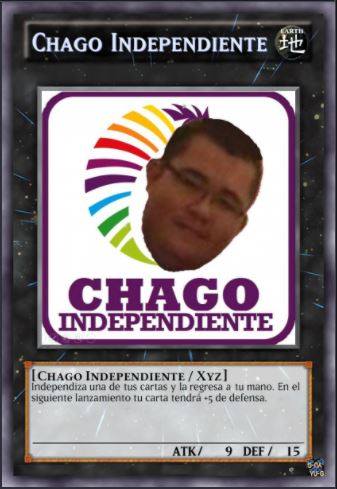 CHAGO INDEPENDIENTE
EARTH
地
CHAGO
INDEPENDIENTE
[CHAGO INDEPENDIENTE / XYZ]
Independiza una de tus cartas y la regresa a tu mano. En el
siguiente lanzamiento tu carta tendrá +5 de defensa.
ATK/ 9 DEF/ 15